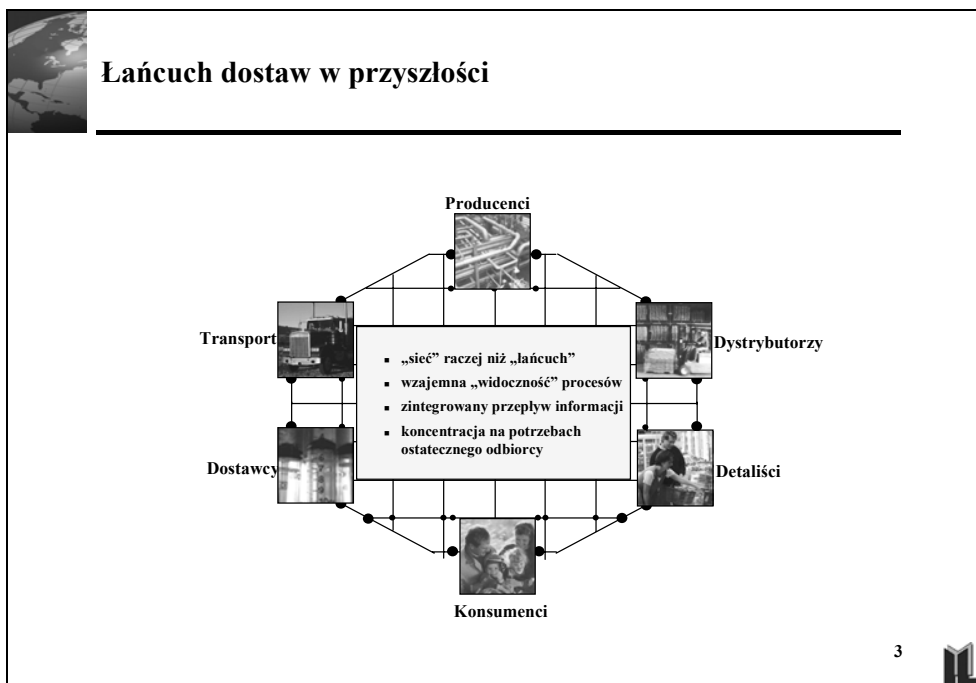 Łańcuch dostaw w przyszłości
Producenci
Transport
Dystrybutorzy
▪ „sieć” raczej niż „łańcuch”
▪ wzajemna „widoczność” procesów
▪ zintegrowany przepływ informacji
▪ koncentracja na potrzebach
ostatecznego odbiorcy
Dostawcy
Detaliści
Konsumenci
3